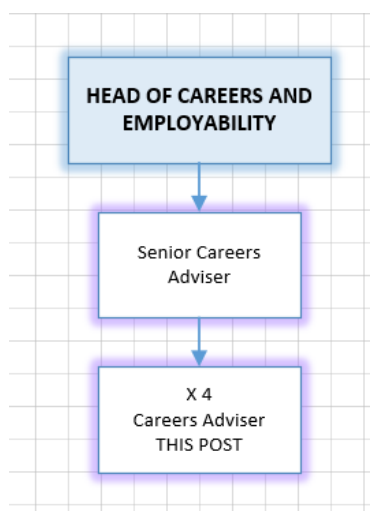 HEAD OF CAREERS AND
EMPLOYABILITY
Senior Careers
Adviser
X 4
Careers Adviser
THIS POST